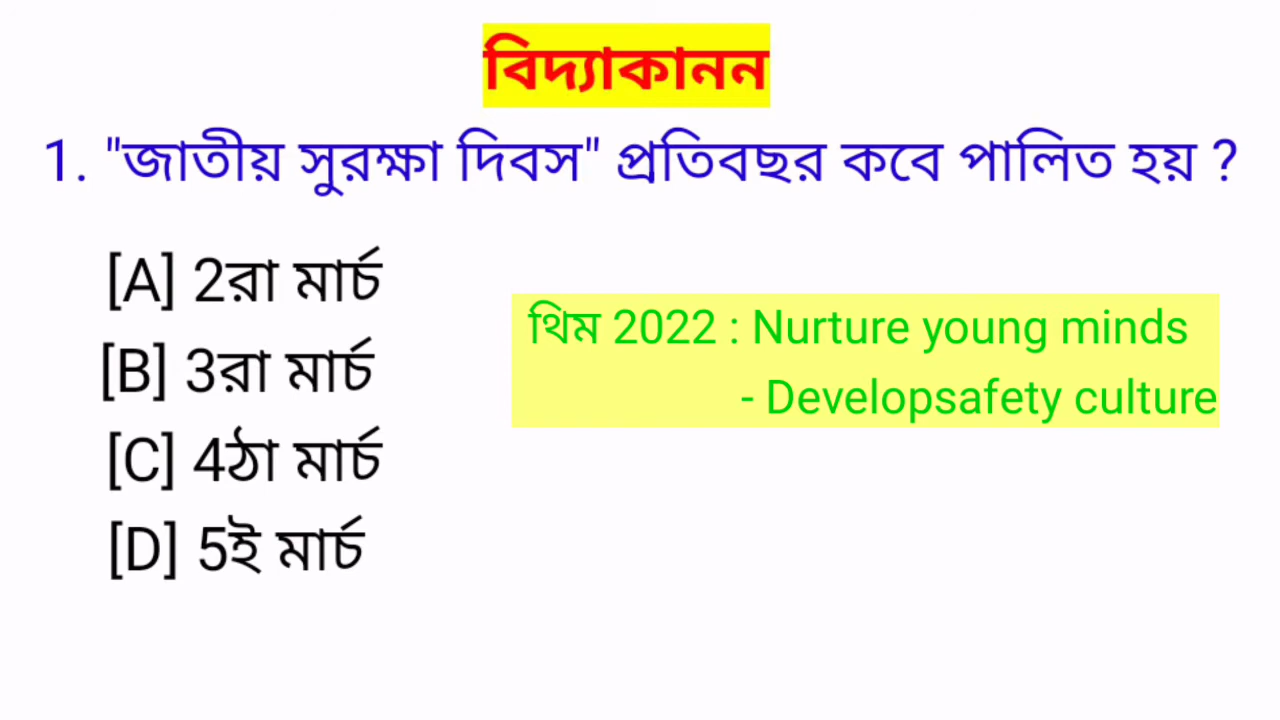 বিদ্যাকানন
1. "জাতীয় সুরক্ষা দিবস" প্রতিবছর কবে পালিত হয় ?
[A] 2রা মার্চ
[B] 3রা মার্চ
[C] 4ঠা মার্চ
[D] 5ই মার্চ
থিম 2022 : Nurture young minds
- Developsafety culture